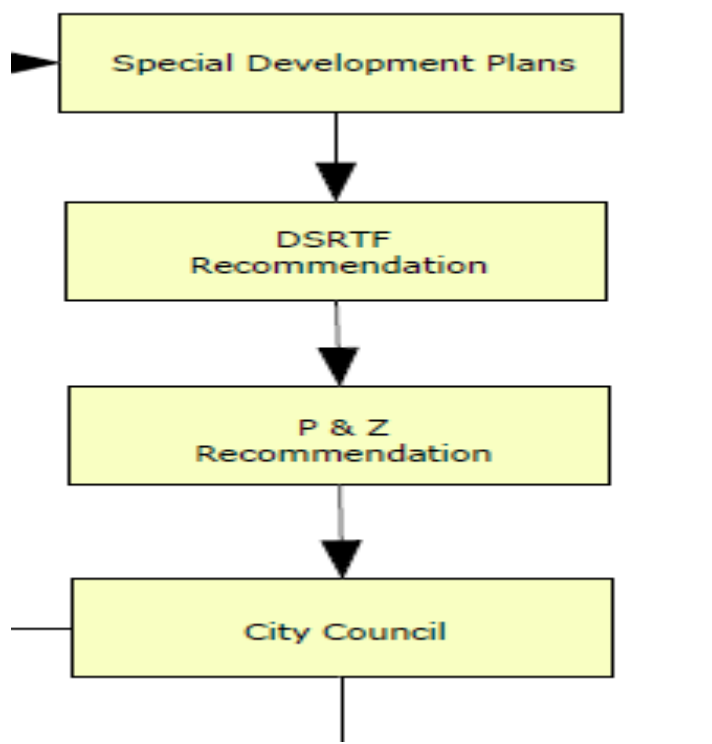 Special Development Plans
DSRTF
Recommendation
P & Z
Recommendation
City Council